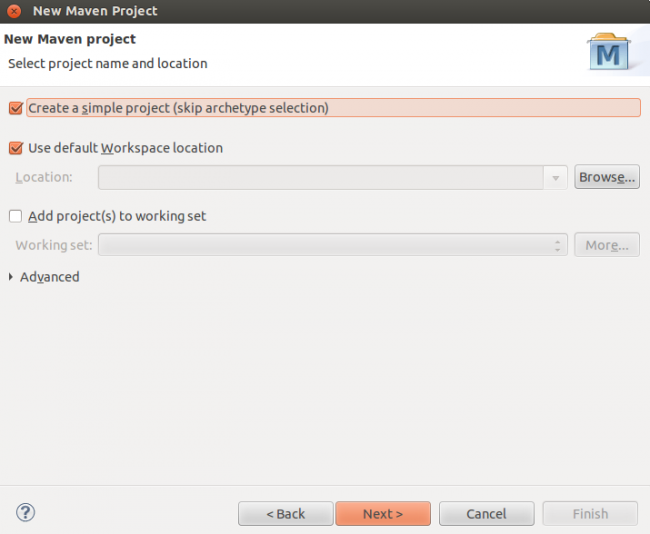 New Maven Project
New Maven project
Select project name and location
M
Create a simple project (skip archetype selection)
Use default Workspace location
Location:
Browse...
Add project(s) to working set
Working set:
More...
Advanced
?
< Back
Next >
Cancel
Finish